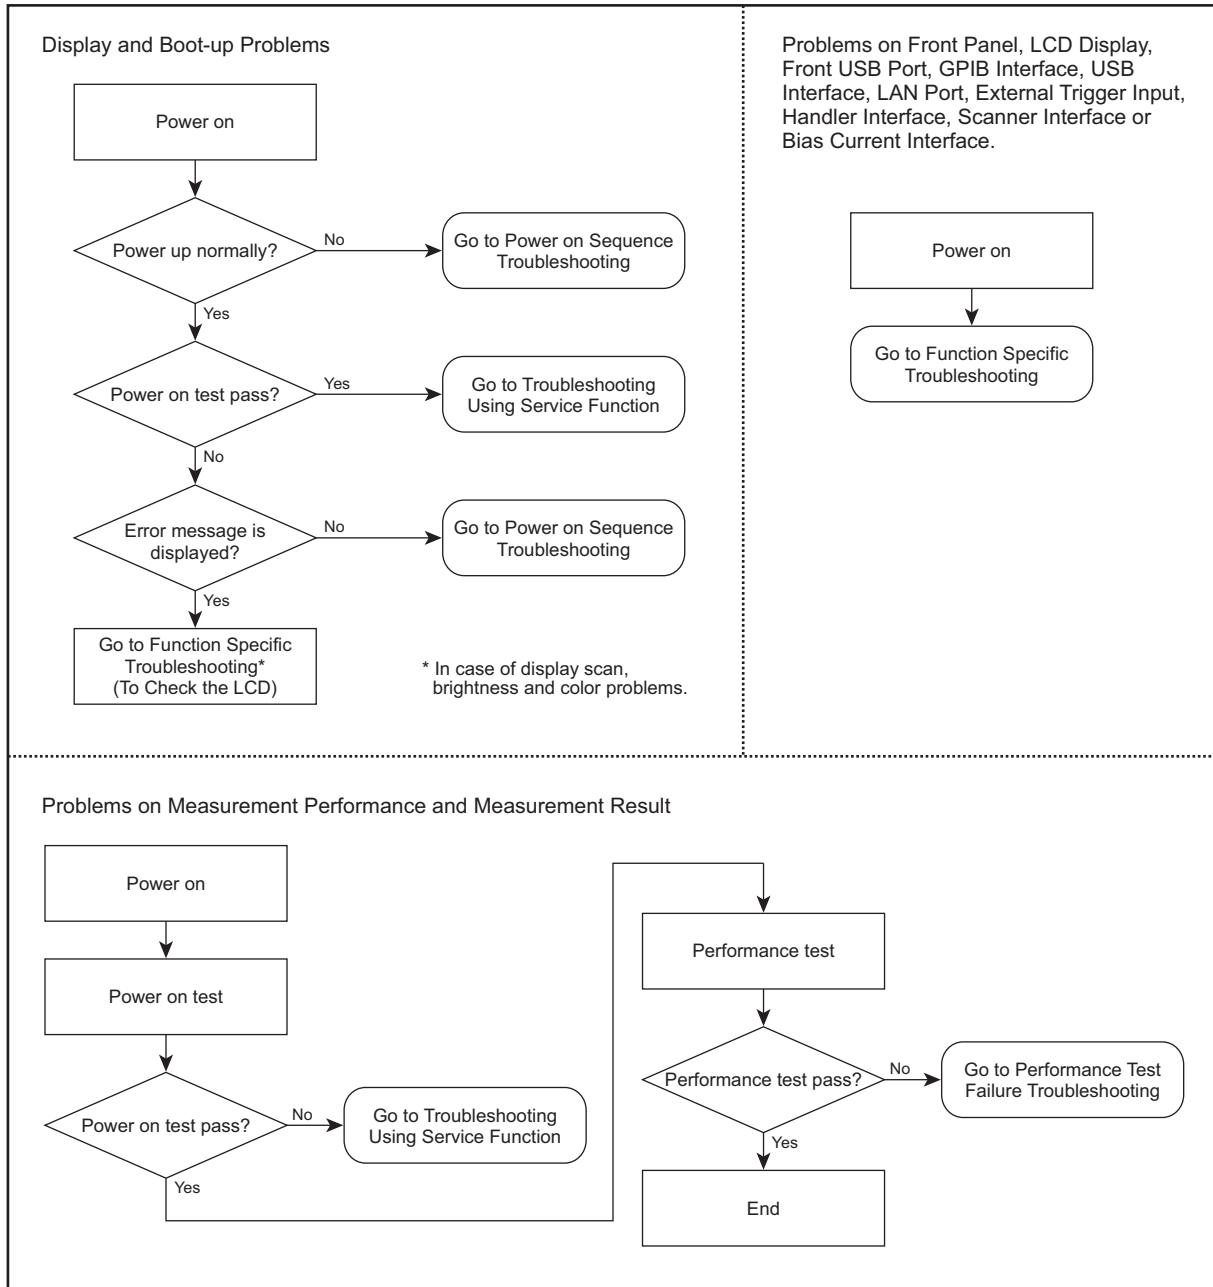 Display and Boot-up Problems
Power on
Power up normally?
No
Go to Power on Sequence
Troubleshooting
Yes
Power on test pass?
Yes
Go to Troubleshooting
Using Service Function
No
Error message is
displayed?
No
Go to Power on Sequence
Troubleshooting
Yes
Go to Function Specific
Troubleshooting*
(To Check the LCD)
* In case of display scan,
brightness and color problems.
Problems on Front Panel, LCD Display,
Front USB Port, GPIB Interface, USB
Interface, LAN Port, External Trigger Input,
Handler Interface, Scanner Interface or
Bias Current Interface.
Power on
Go to Function Specific
Troubleshooting
Problems on Measurement Performance and Measurement Result
Power on
Power on test
Power on test pass?
No
Go to Troubleshooting
Using Service Function
Yes
Performance test
Performance test pass?
No
Go to Performance Test
Failure Troubleshooting
Yes
End